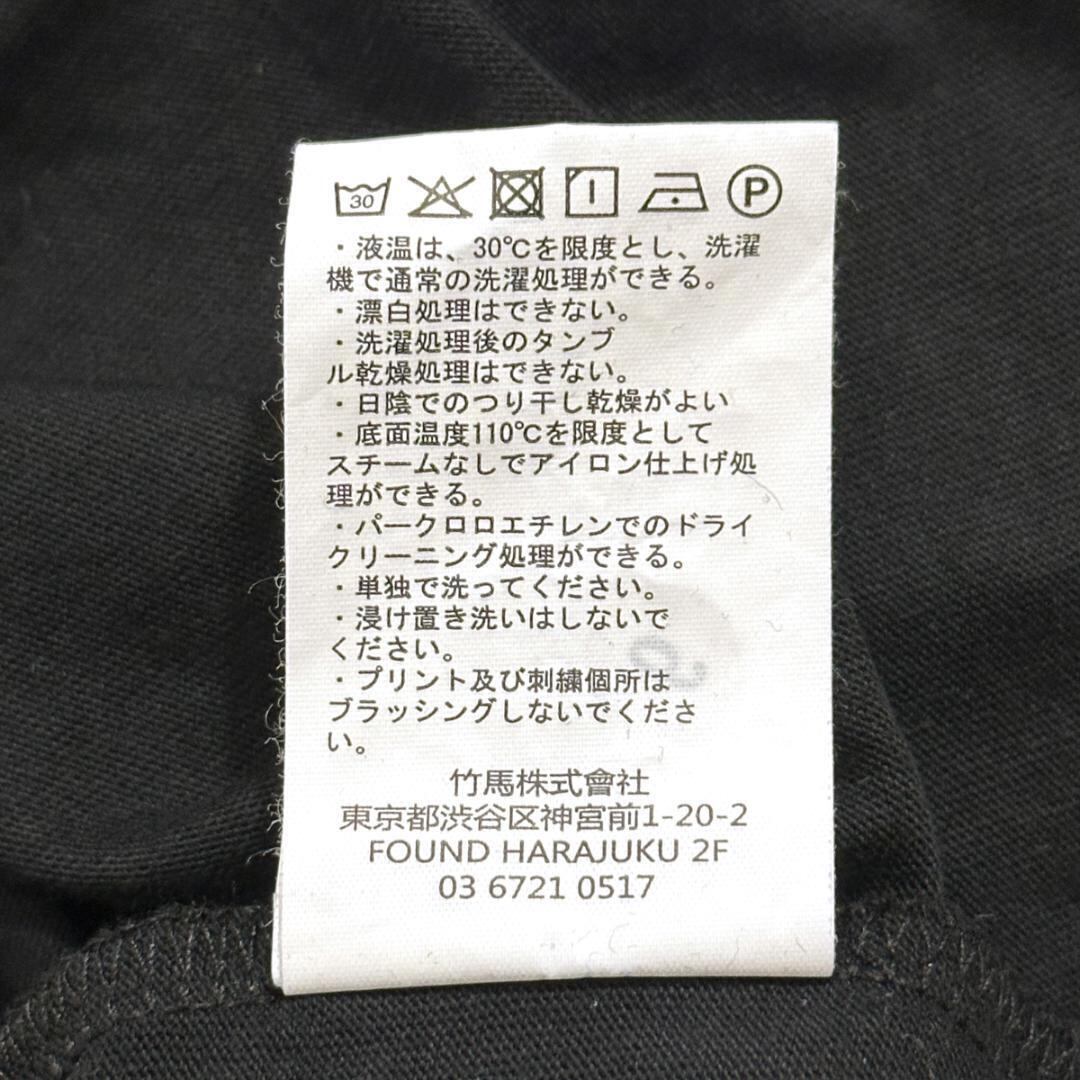 30 P
・液温は、30℃を限度とし、洗濯
機で通常の洗濯処理ができる。
・漂白処理はできない。
・洗濯処理後のタンブ
ル乾燥処理はできない。
・日陰でのつり干し乾燥がよい
・底面温度110℃を限度として
スチームなしでアイロン仕上げ処
理ができる。
・パークロロエチレンでのドライ
クリーニング処理ができる。
・単独で洗ってください。
・浸け置き洗いはしないで
ください。
・プリント及び刺繍個所は
ブラッシングしないでくださ
い。
竹馬株式會社
東京都渋谷区神宮前1-20-2
FOUND HARAJUKU 2F
03 6721 0517